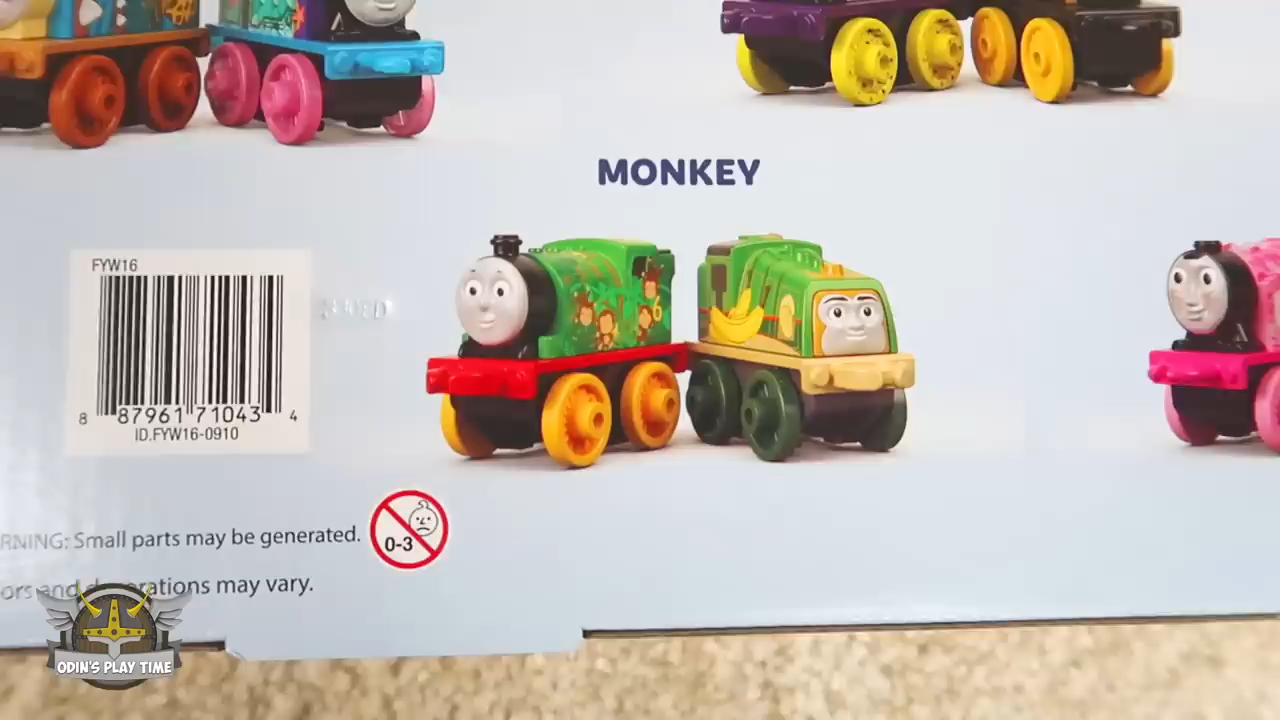 MONKEY
FYW16
6
8 87961 71043 4
ID.FYW16-0910
RNING: Small parts may be generated.
0-3
ors and decorations may vary.
ODIN'S PLAY TIME